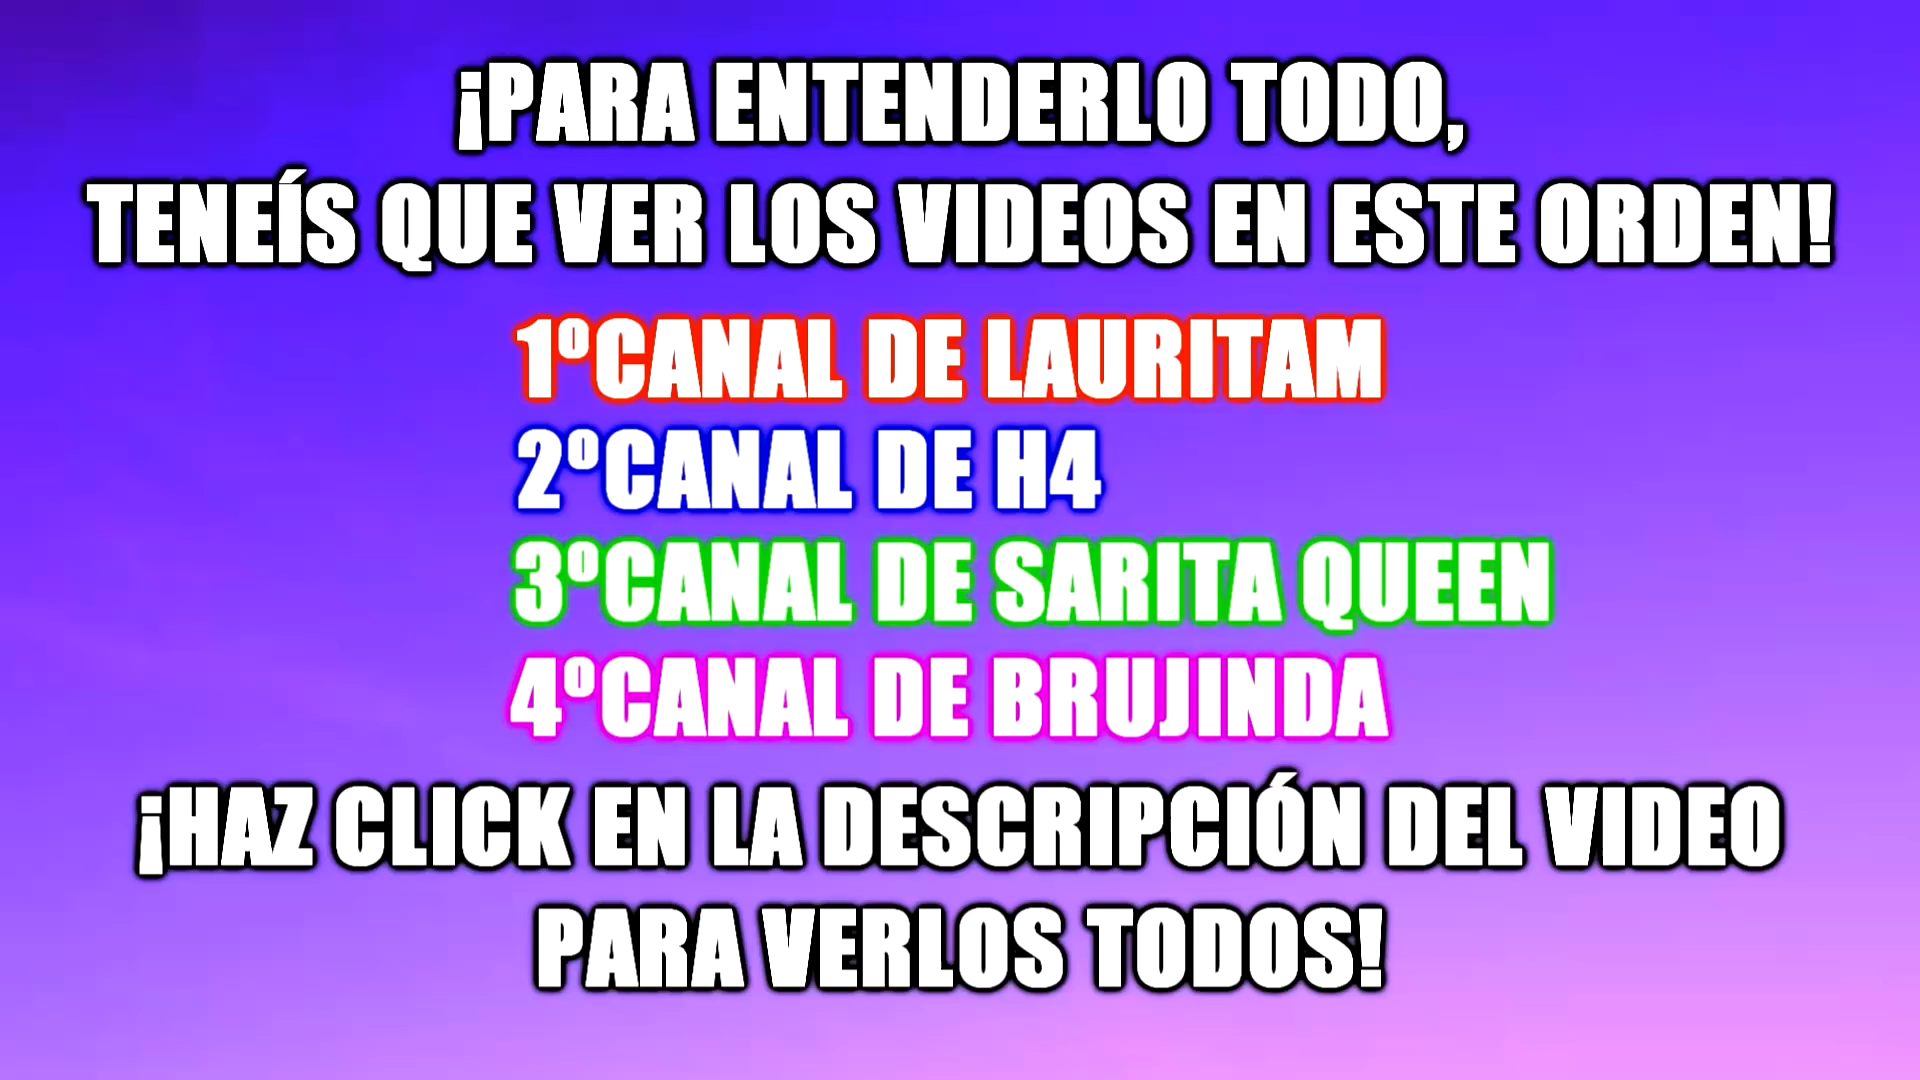 ¡PARA ENTENDERLO TODO,
TENEÍS QUE VER LOS VIDEOS EN ESTE ORDEN!
1ºCANAL DE LAURITAM
2ºCANAL DE H4
3ºCANAL DE SARITA QUEEN
4ºCANAL DE BRUJINDA
¡HAZ CLICK EN LA DESCRIPCIÓN DEL VIDEO
PARA VERLOS TODOS!